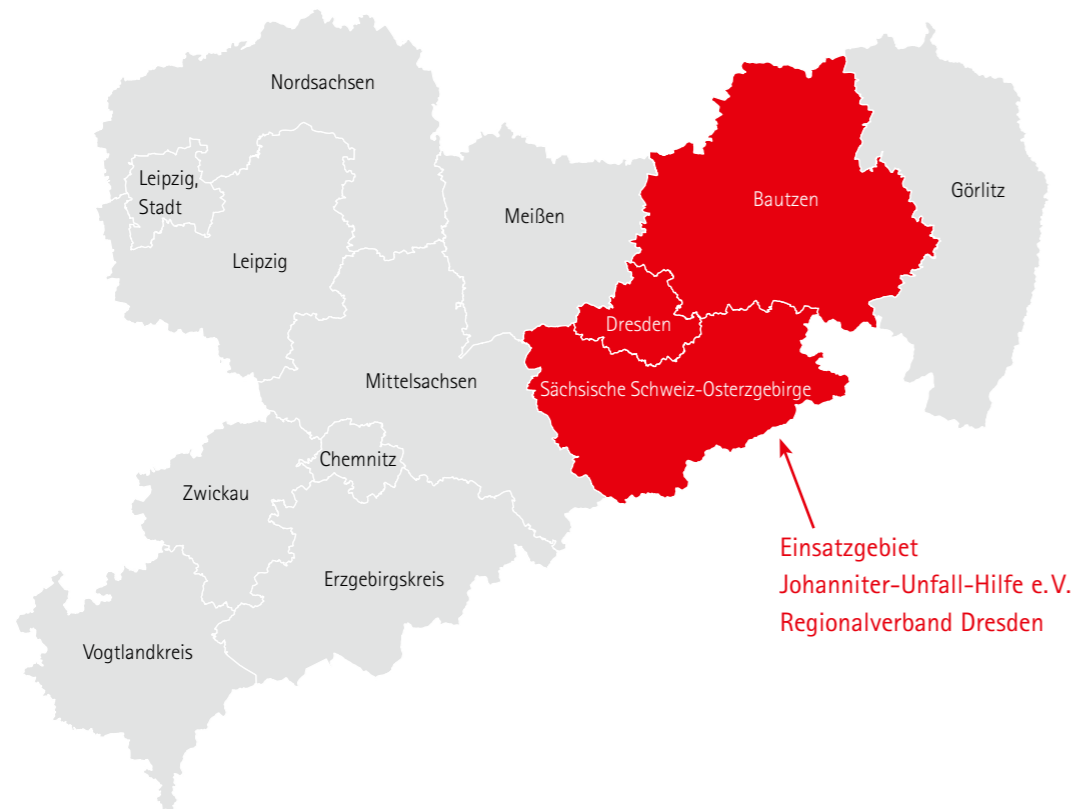 Nordsachsen
Leipzig,
Stadt
Leipzig
Meißen
Bautzen
Görlitz
Dresden
Sächsische Schweiz-Osterzgebirge
Mittelsachsen
Chemnitz
Zwickau
Erzgebirgskreis
Vogtlandkreis
Einsatzgebiet
Johanniter-Unfall-Hilfe e.V.
Regionalverband Dresden